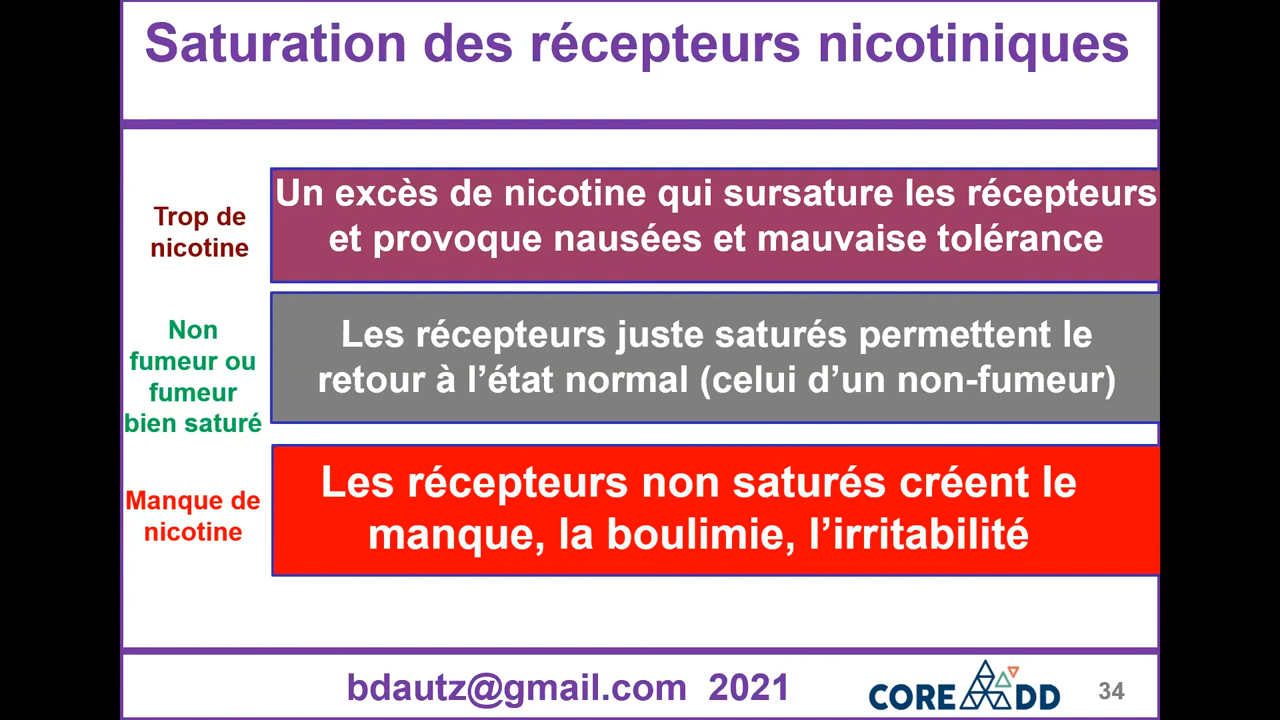 Saturation des récepteurs nicotiniques
Trop de
nicotine
Un excès de nicotine qui sursature les récepteurs
et provoque nausées et mauvaise tolérance
Non
fumeur ou
fumeur
bien saturé
Les récepteurs juste saturés permettent le
retour à l’état normal (celui d’un non-fumeur)
Manque de
nicotine
Les récepteurs non saturés créent le
manque, la boulimie, l’irritabilité
bdautz@gmail.com 2021
COREADD
34